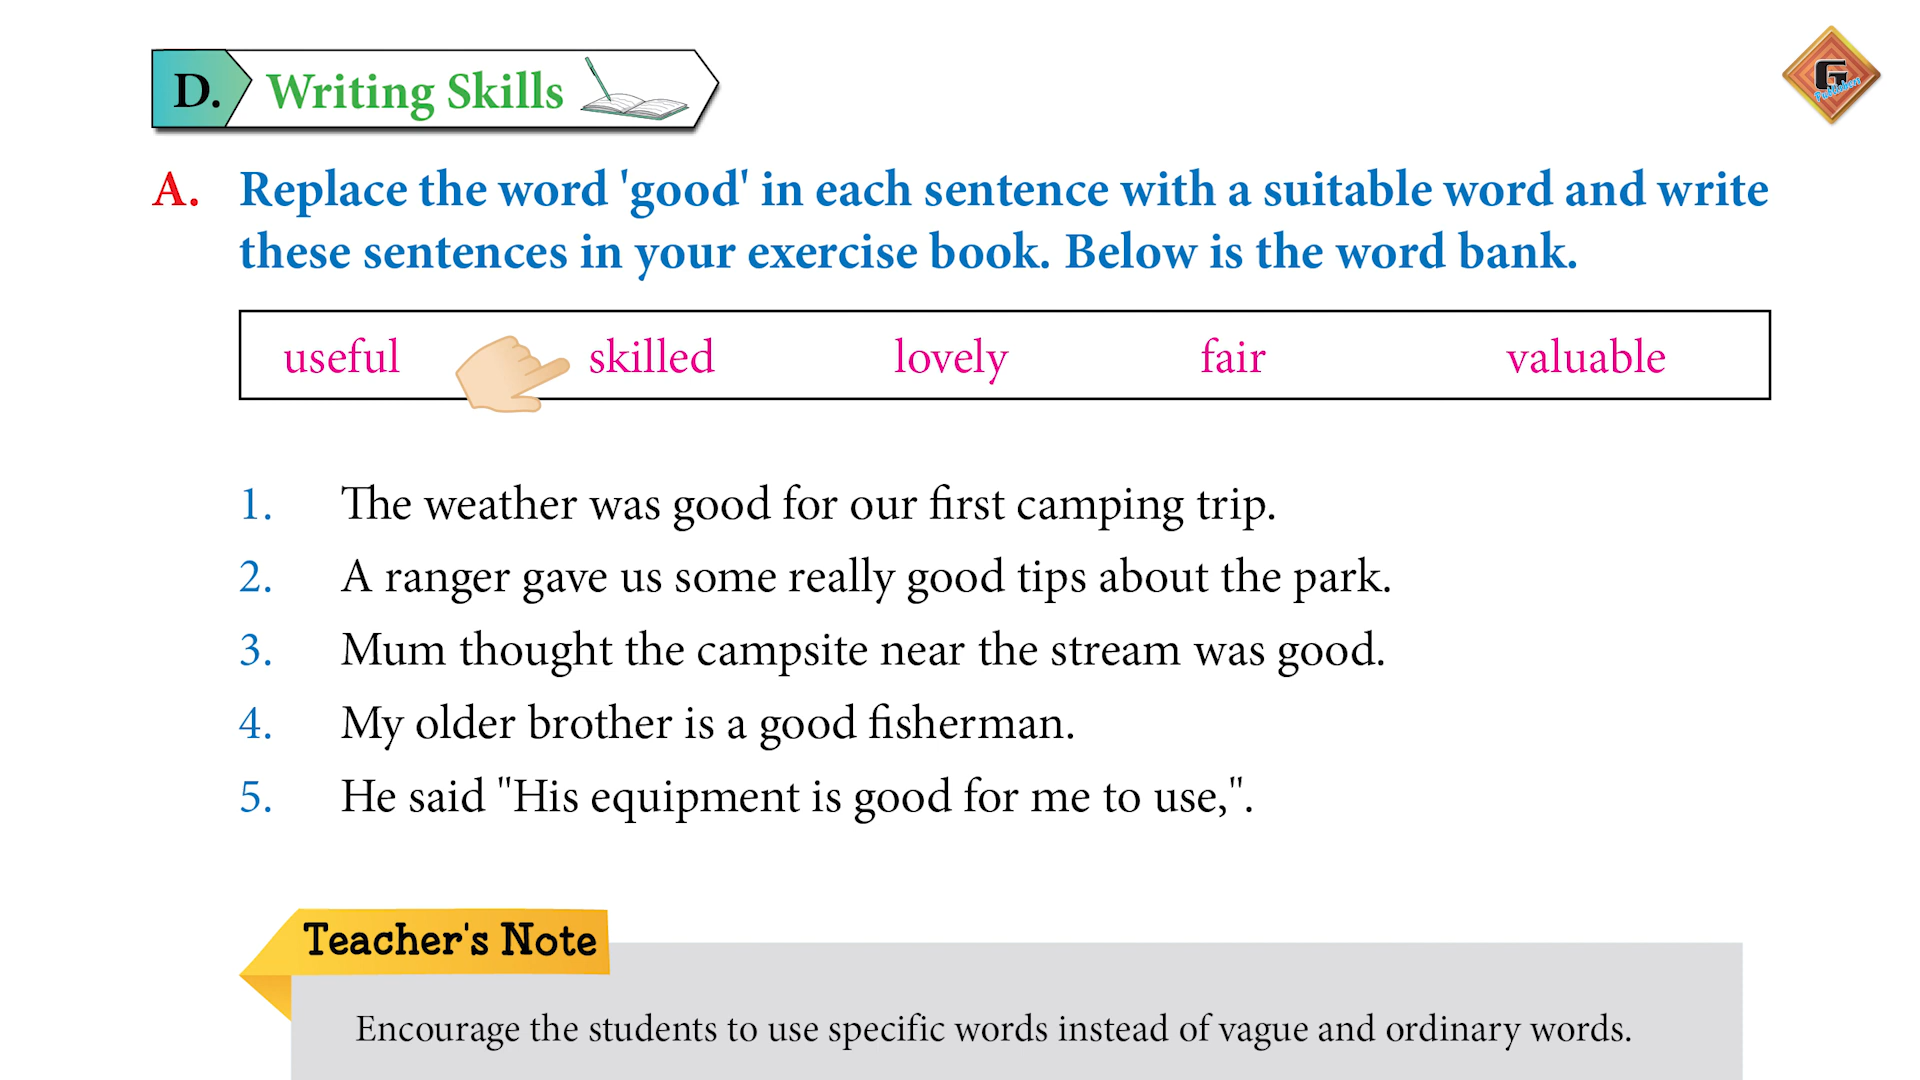 D. Writing Skills
G
Publishers
A. Replace the word 'good' in each sentence with a suitable word and write
these sentences in your exercise book. Below is the word bank.
useful skilled lovely fair valuable
1. The weather was good for our first camping trip.
2. A ranger gave us some really good tips about the park.
3. Mum thought the campsite near the stream was good.
4. My older brother is a good fisherman.
5. He said "His equipment is good for me to use,".
Teacher's Note
Encourage the students to use specific words instead of vague and ordinary words.